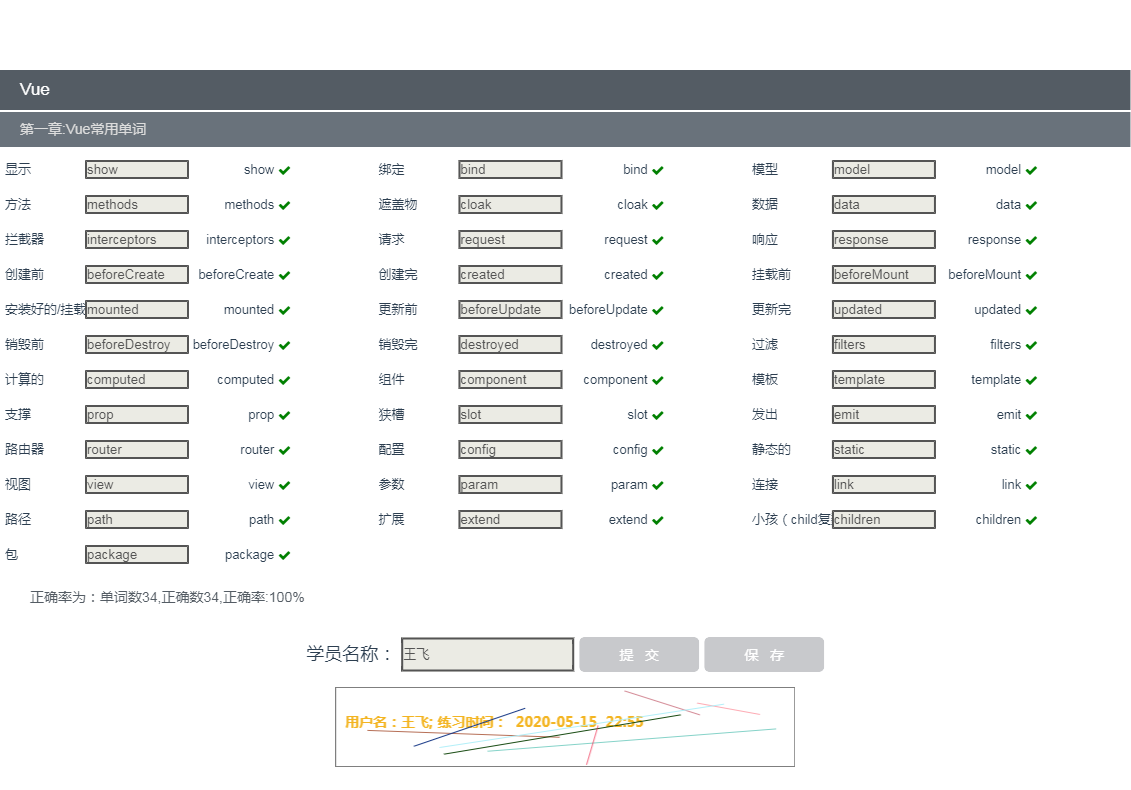 Vue
第一章:Vue常用单词
显示 show show 绑定 bind bind 模型 model model
方法 methods methods 遮盖物 cloak cloak 数据 data data
拦截器 interceptors interceptors 请求 request request 响应 response response
创建前 beforeCreate beforeCreate 创建完 created created 挂载前 beforeMount beforeMount
安装好的/挂载 mounted mounted 更新前 beforeUpdate beforeUpdate 更新完 updated updated
销毁前 beforeDestroy beforeDestroy 销毁完 destroyed destroyed 过滤 filters filters
计算的 computed computed 组件 component component 模板 template template
支撑 prop prop 狭槽 slot slot 发出 emit emit
路由器 router router 配置 config config 静态的 static static
视图 view view 参数 param param 连接 link link
路径 path path 扩展 extend extend 小孩（child复 children children
包 package package
正确率为：单词数34,正确数34,正确率:100%
学员名称： 王飞 提 交 保 存
用户名：王飞; 练习时间： 2020-05-15 22:55